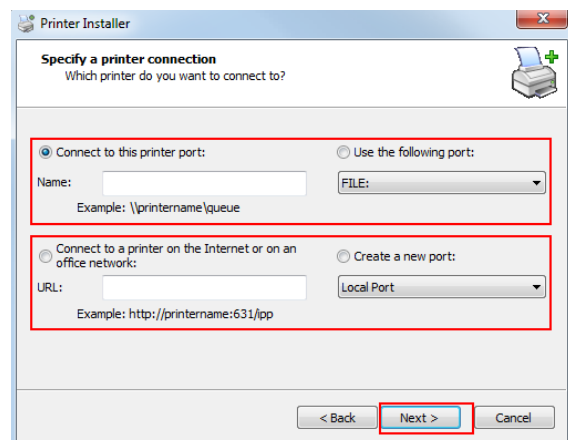 Printer Installer
Specify a printer connection
Which printer do you want to connect to?
Connect to this printer port:
Use the following port:
Name:
FILE:
Example: \\printername\queue
Connect to a printer on the Internet or on an
office network:
Create a new port:
URL:
Local Port
Example: http://printername:631/ipp
< Back
Next >
Cancel